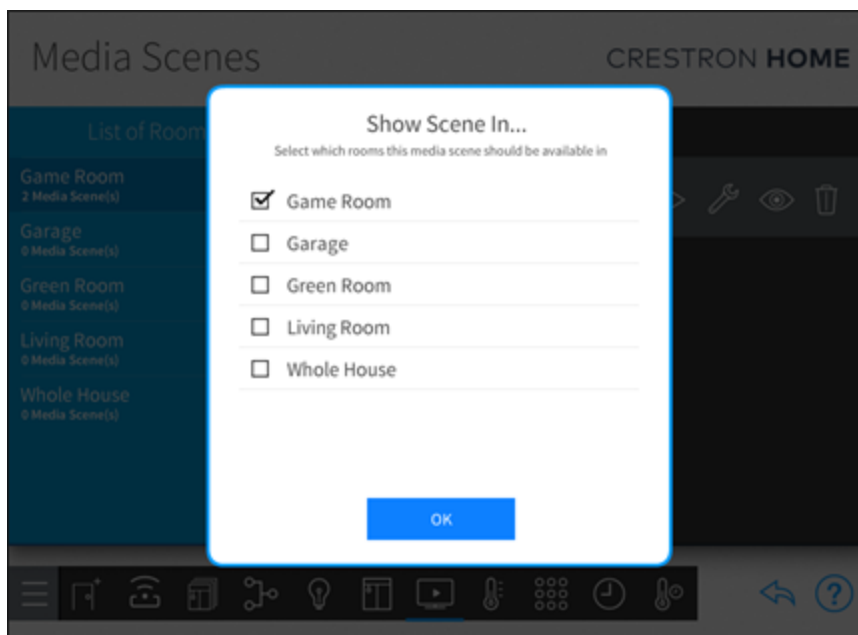 Media Scenes
CRESTRON HOME
List of Room
Game Room
2 Media Scene(s)
Garage
0 Media Scene(s)
Green Room
0 Media Scene(s)
Living Room
0 Media Scene(s)
Whole House
0 Media Scene(s)
Show Scene In...
Select which rooms this media scene should be available in
Game Room
Garage
Green Room
Living Room
Whole House
OK
?